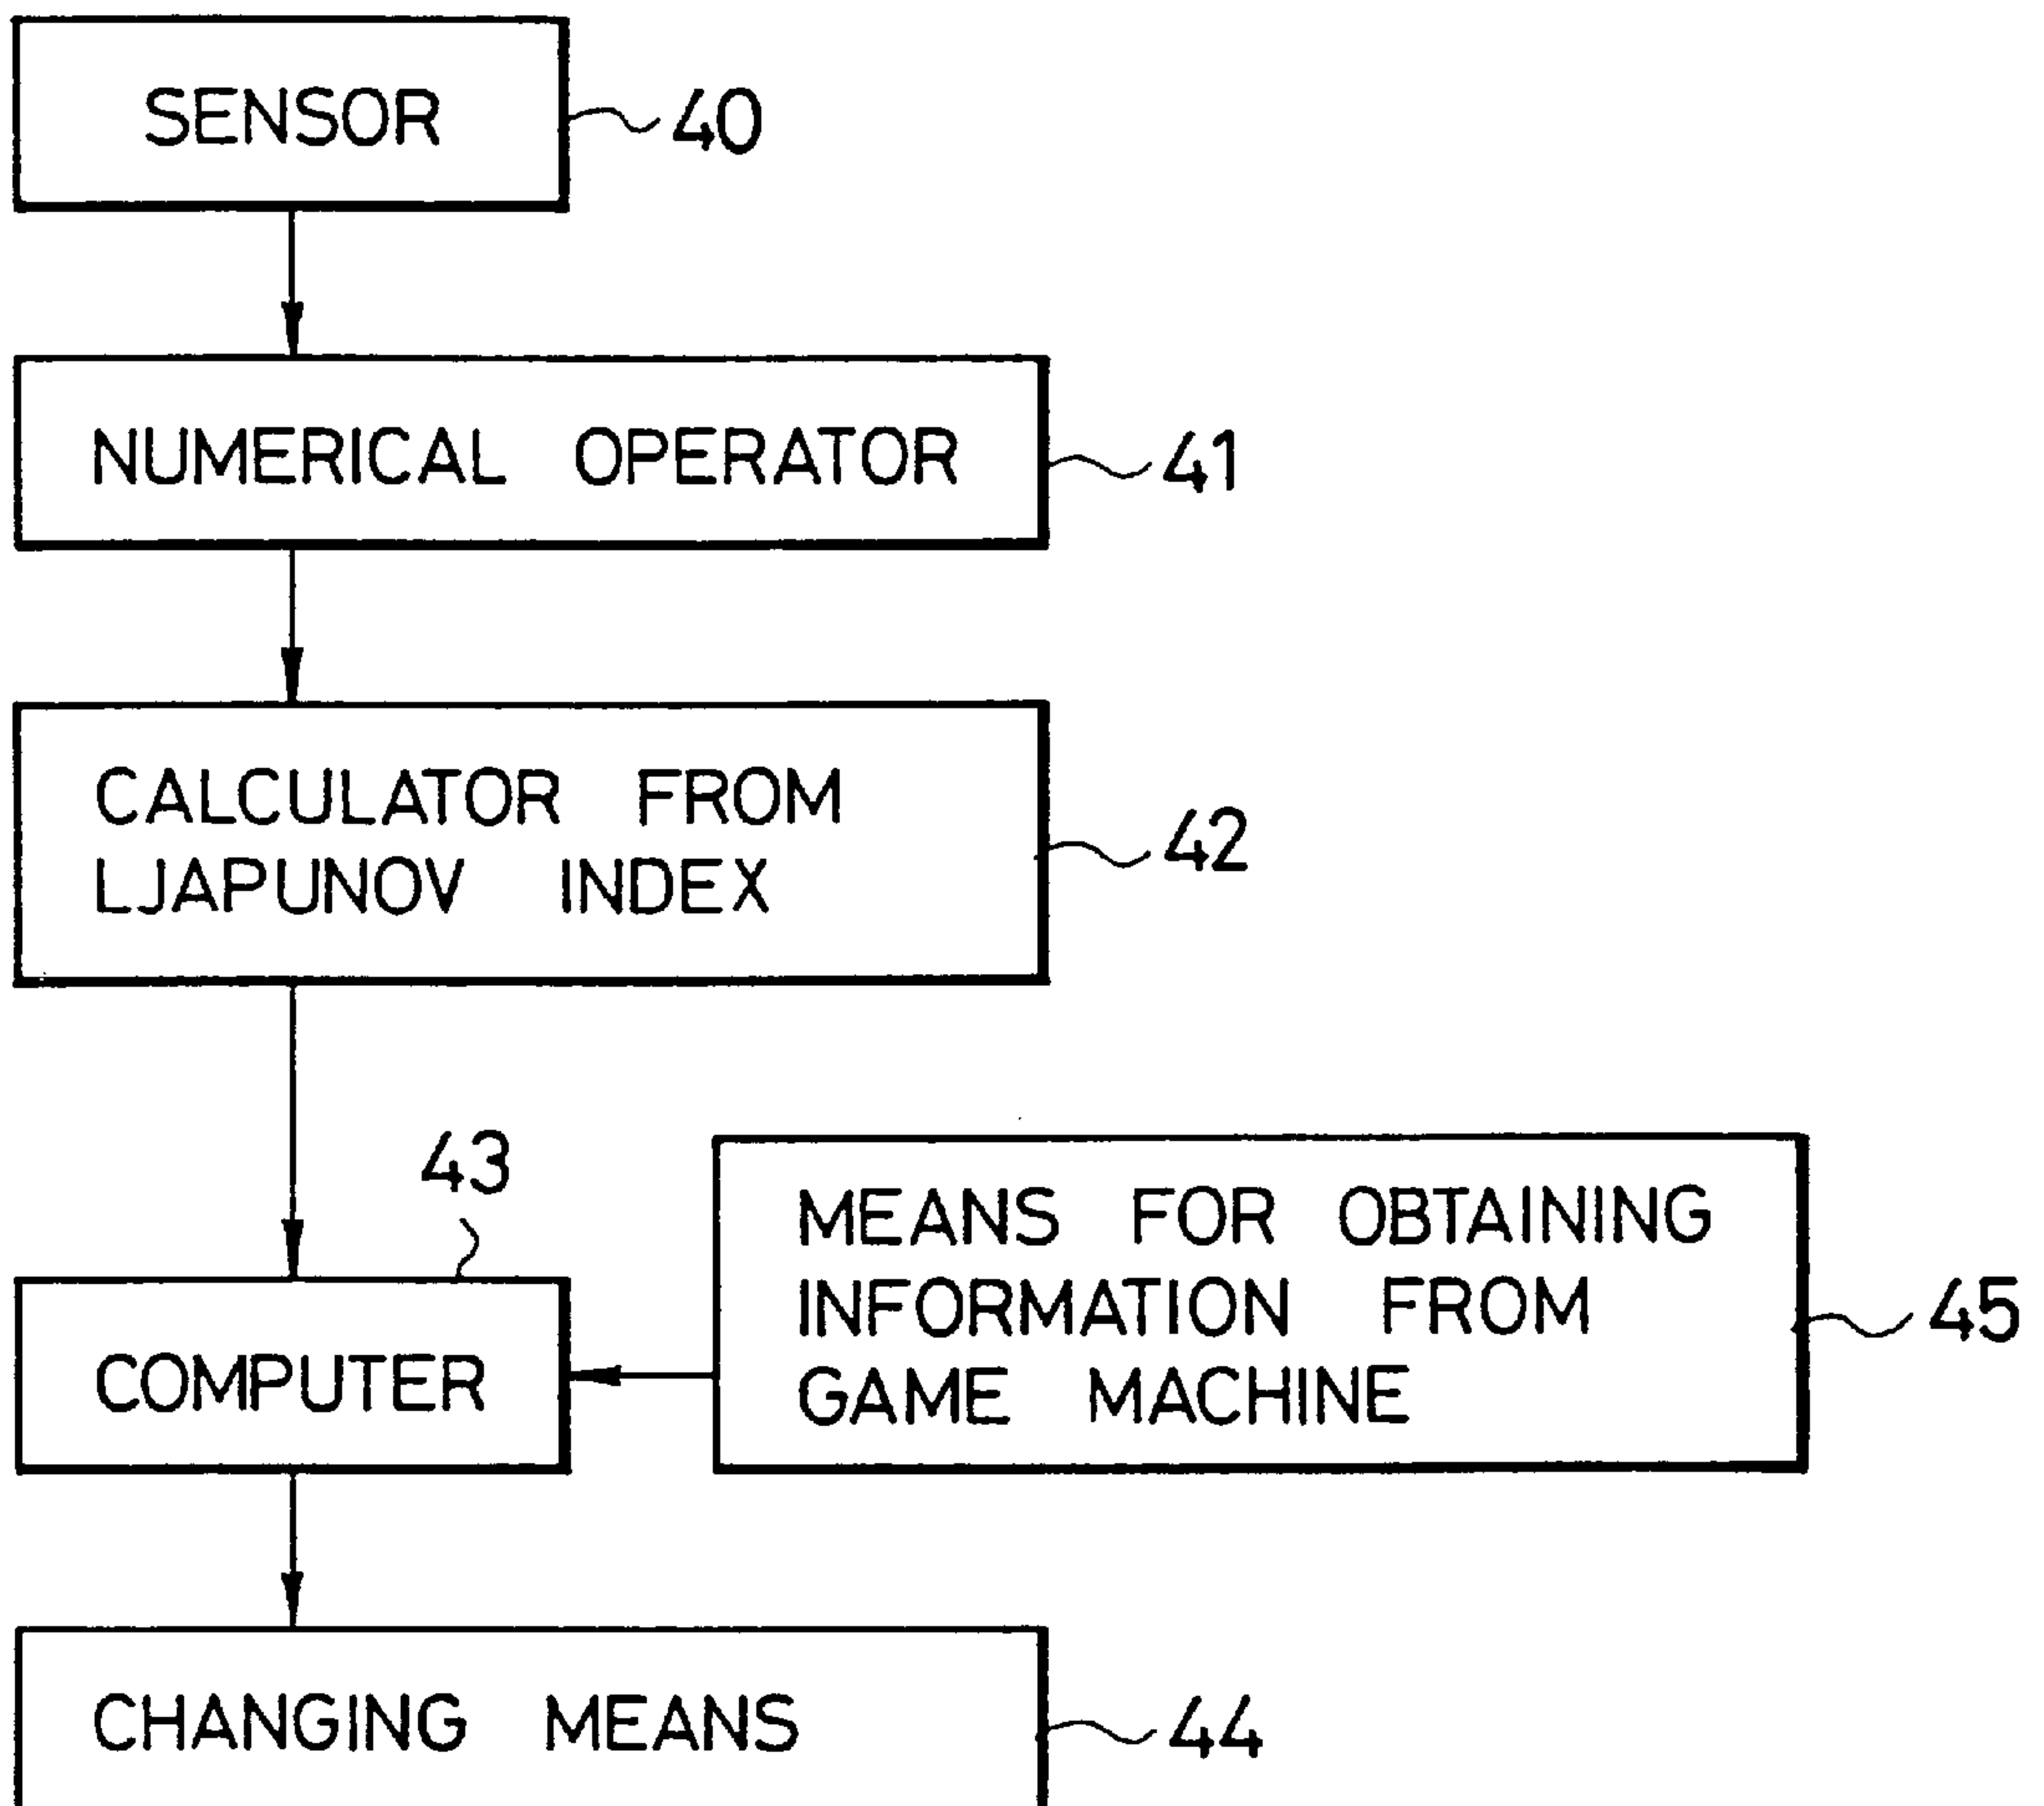 SENSOR
40
NUMERICAL OPERATOR
41
CALCULATOR FROM
LJAPUNOV INDEX
42
43
COMPUTER
MEANS FOR OBTAINING
INFORMATION FROM
GAME MACHINE
45
CHANGING MEANS
44